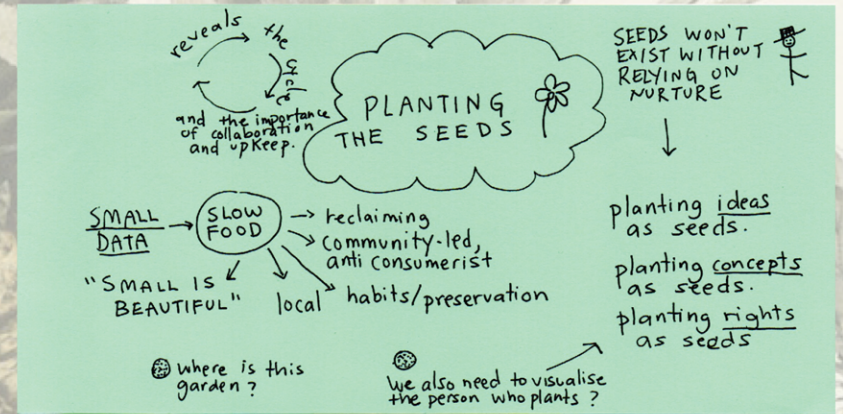 reveals the cycle
and the importance
of collaboration
and upkeep.
PLANTING
THE SEEDS
SEEDS WON'T
EXIST WITHOUT
RELYING ON
NURTURE
planting ideas
as seeds.
planting concepts
as seeds.
planting rights
as seeds
SMALL
DATA
SLOW
FOOD
reclaiming
community-led,
anti consumerist
habits/preservation
local
"SMALL IS
BEAUTIFUL"
where is this
garden?
we also need to visualise
the person who plants?